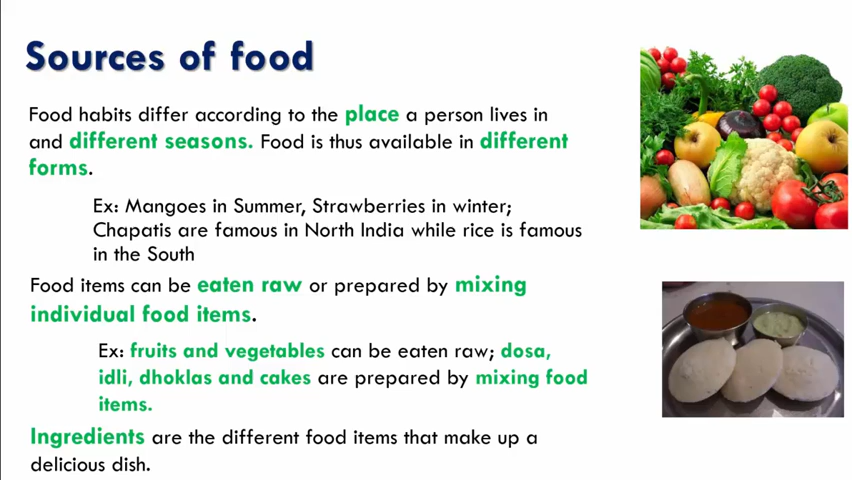 Sources of food
Food habits differ according to the place a person lives in
and different seasons. Food is thus available in different
forms.
Ex: Mangoes in Summer, Strawberries in winter;
Chapatis are famous in North India while rice is famous
in the South
Food items can be eaten raw or prepared by mixing
individual food items.
Ex: fruits and vegetables can be eaten raw; dosa,
idli, dhoklas and cakes are prepared by mixing food
items.
Ingredients are the different food items that make up a
delicious dish.